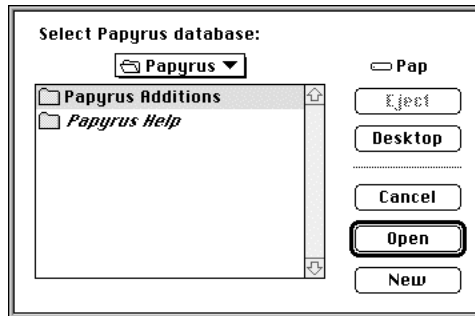 Select Papyrus database:
Papyrus
Pap
Papyrus Additions
Papyrus Help
Eject
Desktop
Cancel
Open
New